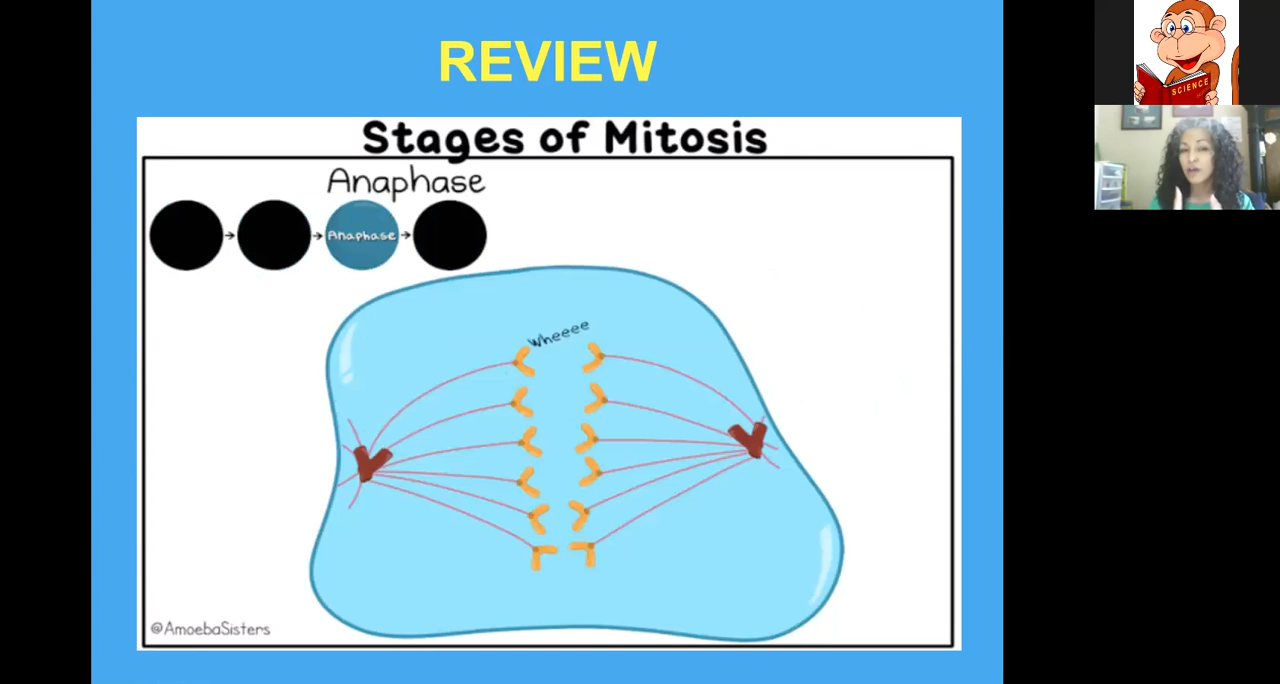 REVIEW
Stages of Mitosis
Anaphase
Anaphase
Wheeee
@AmoebaSisters
SCIENCE